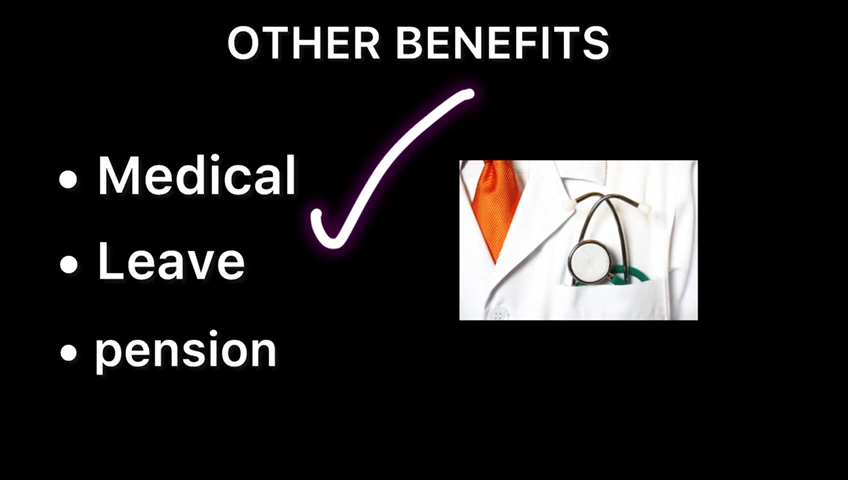 OTHER BENEFITS
• Medical
• Leave
• pension